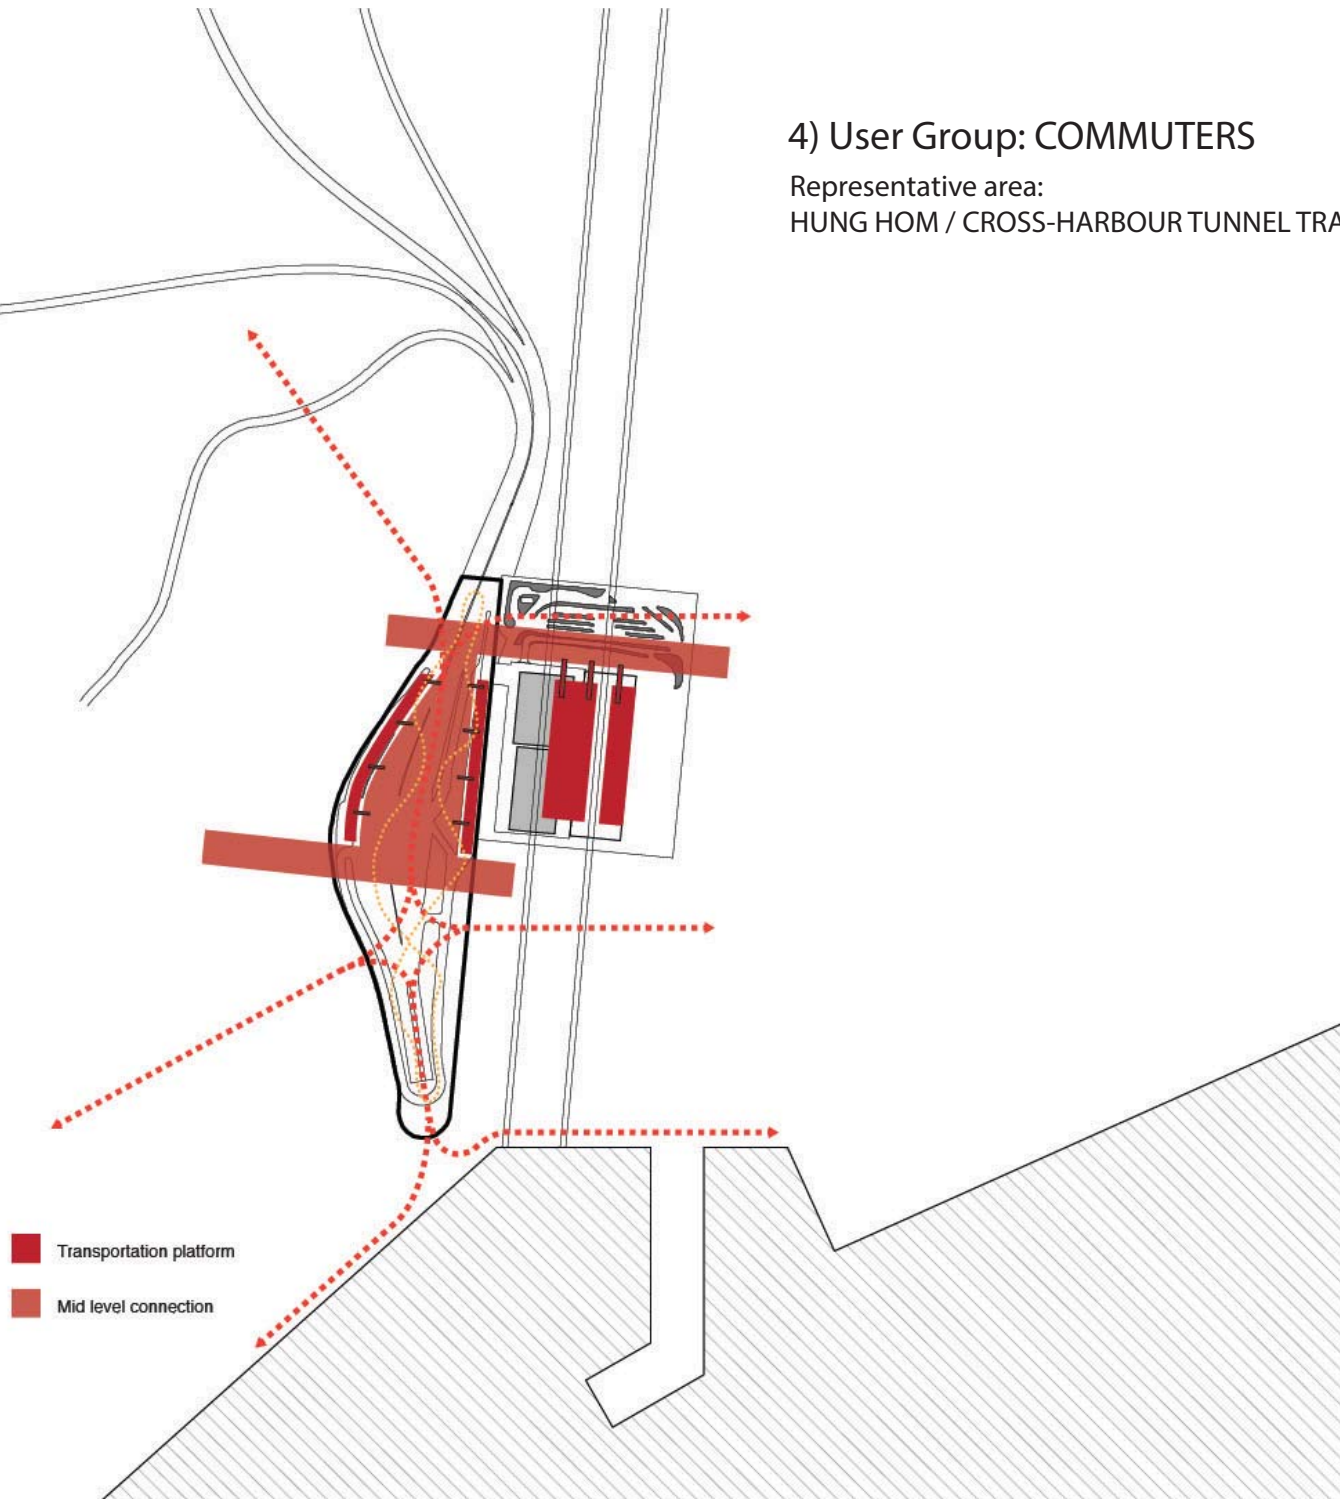 4) User Group: COMMUTERS
Representative area:
HUNG HOM / CROSS-HARBOUR TUNNEL TRA
Transportation platform
Mid level connection